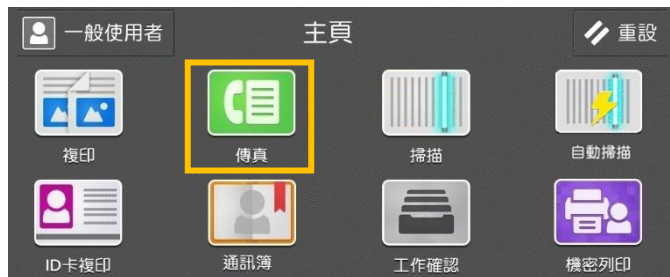 一般使用者
主頁
重設
複印
傳真
掃描
自動掃描
ID卡複印
通訊簿
工作確認
機密列印